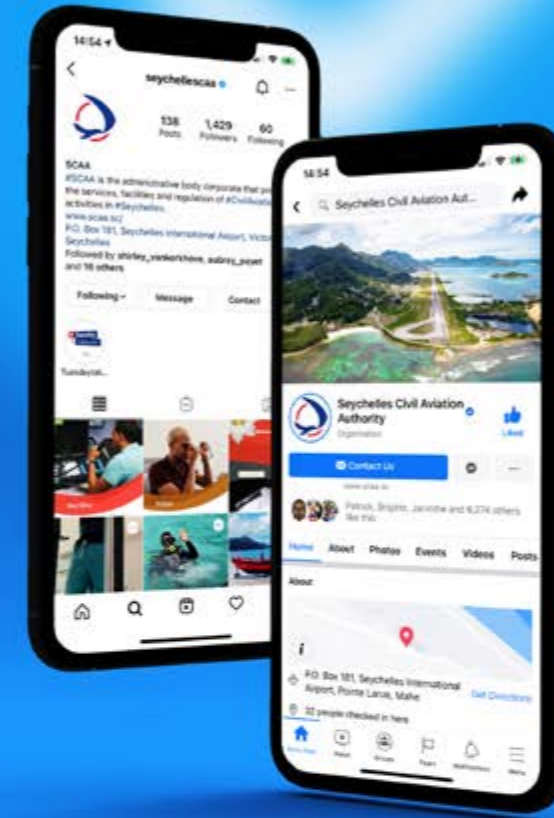 14:54
seychellescaa
138
1,429
60
Posts
Followers
Following
SCAA
#SCAA is the administrative body corporate that
the services, facilities and regulation of
activities in #Seychelles.
www.scaa.sc/
P.O. Box 181, Seychelles International Airport,
Seychelles
Followed by shirley_vankerkhove, aubrey_payet
and 16 others
Following
Message
Contact
14:54
Seychelles Civil Aviation Aut...
Seychelles Civil Aviation
Authority
Organisation
Liked
Contact Us
www.scaa.sc
Patrick, Brigitte, and 6,274 others
like this
Home
About
Photos
Events
Videos
Posts
About
P.O. Box 181, Seychelles International
Airport, Pointe Larue, Mahe
Get Directions
32 people checked in here
Groups
Notifications
Menu